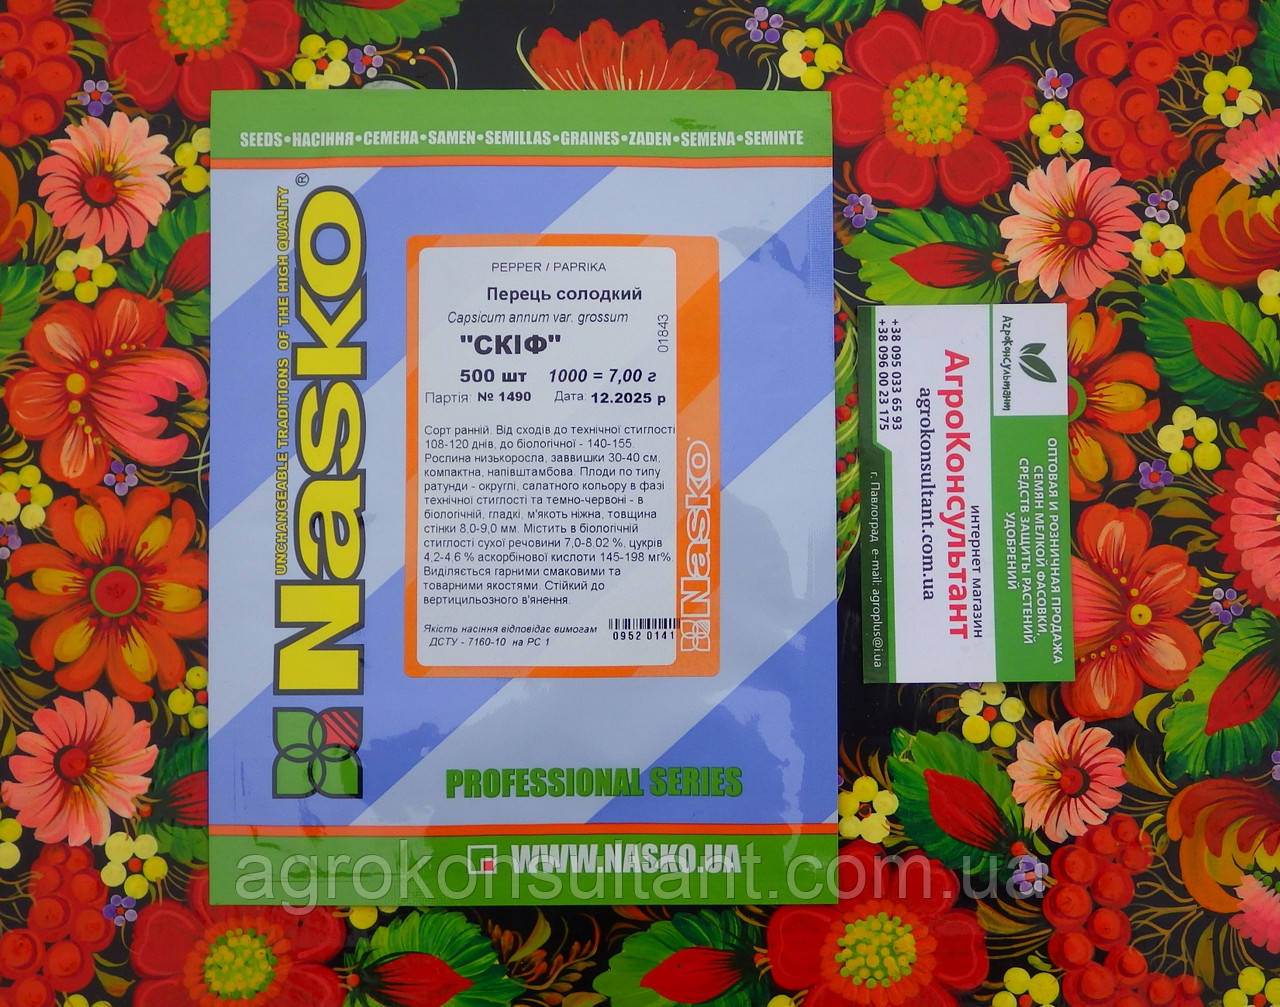 SEEDS•НАСІННЯ•СЕМЕНА•SAMEN•SEMILLAS•GRAINES•ZADEN•SEMENA•SEMINTE
UNCHANGEABLE TRADITIONS OF THE HIGH QUALITY
Nasko®
PEPPER / PAPRIKA
Перець солодкий
Capsicum annum var. grossum
"СКІФ"
01843
500 шт 1000 = 7,00 г
Партія: № 1490 Дата: 12.2025 р
Сорт ранній. Від сходів до технічної стиглості
108-120 днів, до біологічної - 140-155.
Рослина низькоросла, заввишки 30-40 см,
компактна, напівштамбова. Плоди по типу
ратунди - округлі, салатного кольору в фазі
технічної стиглості та темно-червоні - в
біологічній, гладкі, м'якоть ніжна, товщина
стінки 8,0-9,0 мм. Містить в біологічній
стиглості сухої речовини 7,0-8,02 %, цукрів
4,2-4,6 % аскорбінової кислоти 145-198 мг%.
Виділяється гарними смаковими та
товарними якостями. Стійкий до
вертицильозного в'янення.
Якість насіння відповідає вимогам
ДСТУ - 7160-10 на РС 1
0952 0141
Nasko
PROFESSIONAL SERIES
WWW.NASKO.UA
АгроКонсультант
ОПТОВАЯ И РОЗНИЧНАЯ ПРОДАЖА
СЕМЯН МЕЛКОЙ ФАСОВКИ,
СРЕДСТВ ЗАЩИТЫ РАСТЕНИЙ
УДОБРЕНИЙ
интернет магазин
АгроКонсультант
agrokonsultant.com.ua
+38 095 033 65 93
+38 096 00 23 175
г. Павлоград e-mail: agroplus@i.ua
agrokonsultant.com.ua